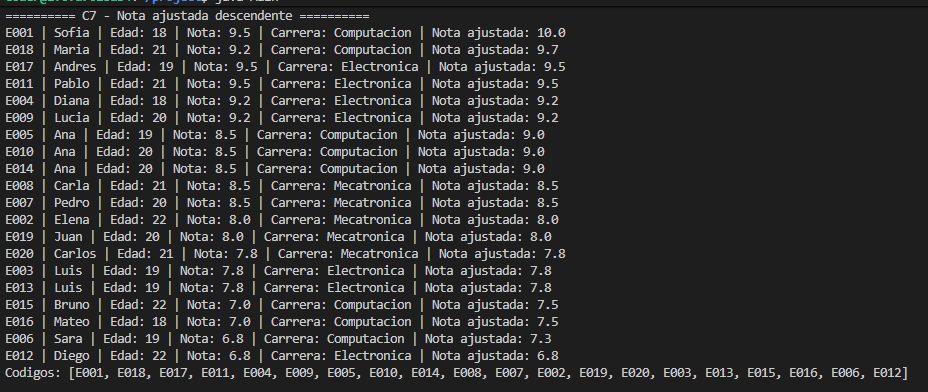 ========== C7 - Nota ajustada descendente ==========
E001 | Sofia | Edad: 18 | Nota: 9.5 | Carrera: Computacion | Nota ajustada: 10.0
E018 | Maria | Edad: 21 | Nota: 9.2 | Carrera: Computacion | Nota ajustada: 9.7
E017 | Andres | Edad: 19 | Nota: 9.5 | Carrera: Electronica | Nota ajustada: 9.5
E011 | Pablo | Edad: 21 | Nota: 9.5 | Carrera: Electronica | Nota ajustada: 9.5
E004 | Diana | Edad: 18 | Nota: 9.2 | Carrera: Electronica | Nota ajustada: 9.2
E009 | Lucia | Edad: 20 | Nota: 9.2 | Carrera: Electronica | Nota ajustada: 9.2
E005 | Ana | Edad: 19 | Nota: 8.5 | Carrera: Computacion | Nota ajustada: 9.0
E010 | Ana | Edad: 20 | Nota: 8.5 | Carrera: Computacion | Nota ajustada: 9.0
E014 | Ana | Edad: 20 | Nota: 8.5 | Carrera: Computacion | Nota ajustada: 9.0
E008 | Carla | Edad: 21 | Nota: 8.5 | Carrera: Mecatronica | Nota ajustada: 8.5
E007 | Pedro | Edad: 20 | Nota: 8.5 | Carrera: Mecatronica | Nota ajustada: 8.5
E002 | Elena | Edad: 22 | Nota: 8.0 | Carrera: Mecatronica | Nota ajustada: 8.0
E019 | Juan | Edad: 20 | Nota: 8.0 | Carrera: Mecatronica | Nota ajustada: 8.0
E020 | Carlos | Edad: 21 | Nota: 7.8 | Carrera: Mecatronica | Nota ajustada: 7.8
E003 | Luis | Edad: 19 | Nota: 7.8 | Carrera: Electronica | Nota ajustada: 7.8
E013 | Luis | Edad: 19 | Nota: 7.8 | Carrera: Electronica | Nota ajustada: 7.8
E015 | Bruno | Edad: 22 | Nota: 7.0 | Carrera: Computacion | Nota ajustada: 7.5
E016 | Mateo | Edad: 18 | Nota: 7.0 | Carrera: Computacion | Nota ajustada: 7.5
E006 | Sara | Edad: 19 | Nota: 6.8 | Carrera: Computacion | Nota ajustada: 7.3
E012 | Diego | Edad: 22 | Nota: 6.8 | Carrera: Electronica | Nota ajustada: 6.8
Codigos: [E001, E018, E017, E011, E004, E009, E005, E010, E014, E008, E007, E002, E019, E020, E003, E013, E015, E016, E006, E012]